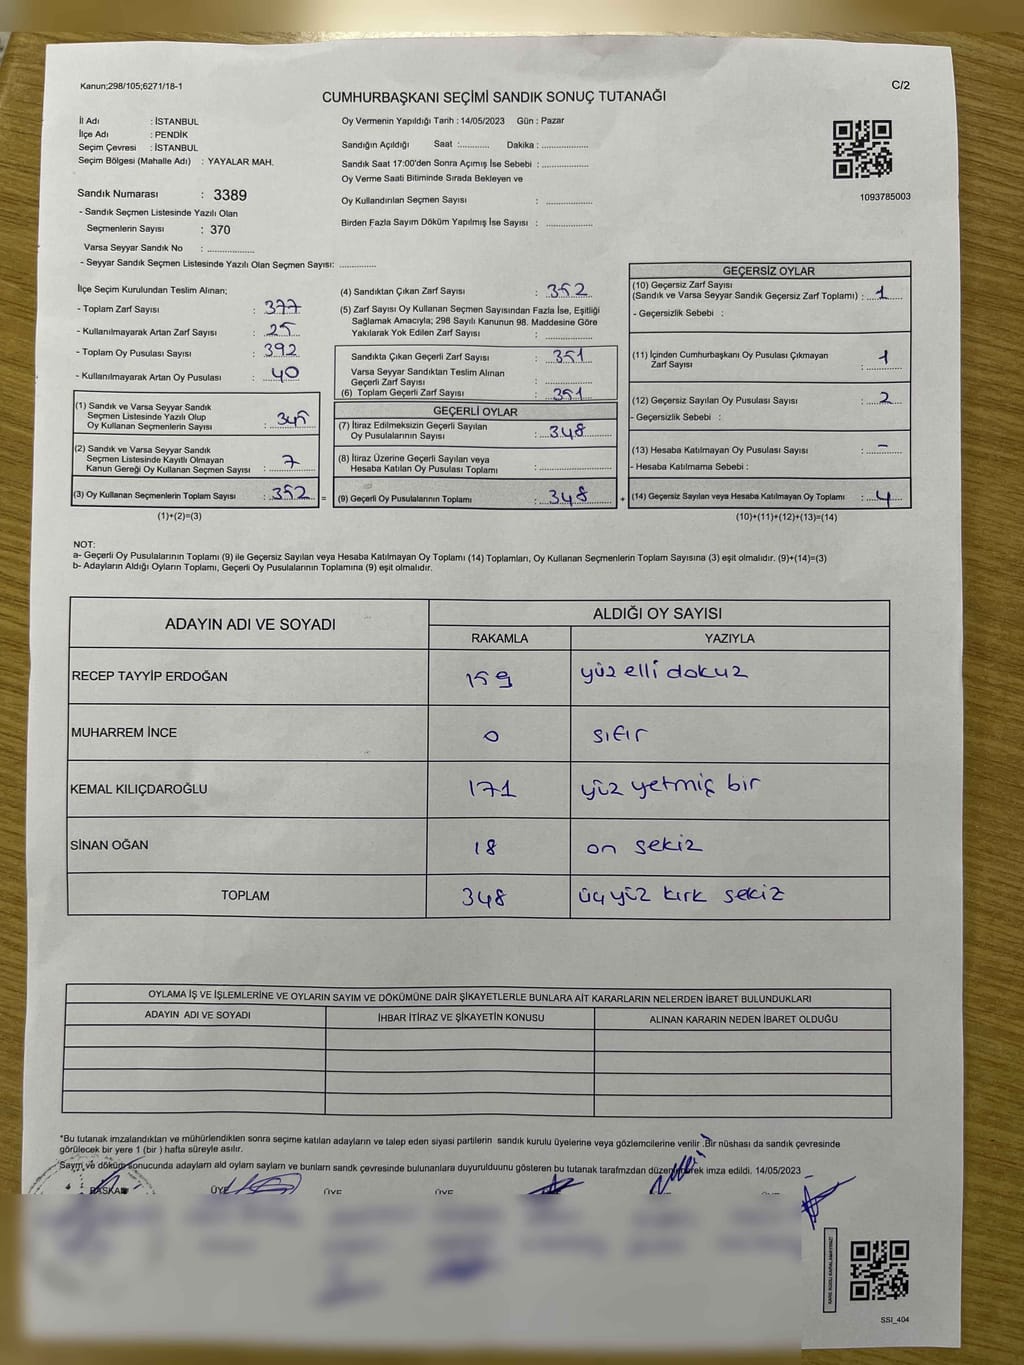 Kanun;298/105;6271/18-1
C/2
CUMHURBAŞKANI SEÇİMİ SANDIK SONUÇ TUTANAĞI
İl Adı : İSTANBUL
İlçe Adı : PENDİK
Seçim Çevresi : İSTANBUL
Seçim Bölgesi (Mahalle Adı) : YAYALAR MAH.
Sandık Numarası : 3389
- Sandık Seçmen Listesinde Yazılı Olan
Seçmenlerin Sayısı : 370
Varsa Seyyar Sandık No : ..............
- Seyyar Sandık Seçmen Listesinde Yazılı Olan Seçmen Sayısı: ............
Oy Vermenin Yapıldığı Tarih : 14/05/2023 Gün : Pazar
Sandığın Açıldığı Saat :.......... Dakika : ..............
Sandık Saat 17:00'den Sonra Açımış İse Sebebi : ..............
Oy Verme Saati Bitiminde Sırada Bekleyen ve
Oy Kullandırılan Seçmen Sayısı : ..............
Birden Fazla Sayım Döküm Yapılmış İse Sayısı : ..............
1093785003
İlçe Seçim Kurulundan Teslim Alınan;
- Toplam Zarf Sayısı : 377
- Kullanılmayarak Artan Zarf Sayısı : 25
- Toplam Oy Pusulası Sayısı : 392
- Kullanılmayarak Artan Oy Pusulası : 40
(1) Sandık ve Varsa Seyyar Sandık
Seçmen Listesinde Yazılı Olup
Oy Kullanan Seçmenlerin Sayısı : 345
(2) Sandık ve Varsa Seyyar Sandık
Seçmen Listesinde Kayıtlı Olmayan
Kanun Gereği Oy Kullanan Seçmen Sayısı : 7
(3) Oy Kullanan Seçmenlerin Toplam Sayısı : 352 =
(1)+(2)=(3)
(4) Sandıktan Çıkan Zarf Sayısı : 352
(5) Zarf Sayısı Oy Kullanan Seçmen Sayısından Fazla İse, Eşitliği
Sağlamak Amacıyla; 298 Sayılı Kanunun 98. Maddesine Göre
Yakılarak Yok Edilen Zarf Sayısı : ..............
Sandıkta Çıkan Geçerli Zarf Sayısı : 351
Varsa Seyyar Sandıktan Teslim Alınan
Geçerli Zarf Sayısı : ..............
(6) Toplam Geçerli Zarf Sayısı : 351
GEÇERLİ OYLAR
(7) İtiraz Edilmeksizin Geçerli Sayılan
Oy Pusulalarının Sayısı : 348
(8) İtiraz Üzerine Geçerli Sayılan veya
Hesaba Katılan Oy Pusulası Toplamı : ..............
(9) Geçerli Oy Pusulalarının Toplamı : 348 +
GEÇERSİZ OYLAR
(10) Geçersiz Zarf Sayısı
(Sandık ve Varsa Seyyar Sandık Geçersiz Zarf Toplamı) : 1
- Geçersizlik Sebebi :
(11) İçinden Cumhurbaşkanı Oy Pusulası Çıkmayan
Zarf Sayısı : 1
(12) Geçersiz Sayılan Oy Pusulası Sayısı : 2
- Geçersizlik Sebebi :
(13) Hesaba Katılmayan Oy Pusulası Sayısı : -
- Hesaba Katılmama Sebebi :
(14) Geçersiz Sayılan veya Hesaba Katılmayan Oy Toplamı : 4
(10)+(11)+(12)+(13)=(14)
NOT:
a- Geçerli Oy Pusulalarının Toplamı (9) ile Geçersiz Sayılan veya Hesaba Katılmayan Oy Toplamı (14) Toplamları, Oy Kullanan Seçmenlerin Toplam Sayısına (3) eşit olmalıdır. (9)+(14)=(3)
b- Adayların Aldığı Oyların Toplamı, Geçerli Oy Pusulalarının Toplamına (9) eşit olmalıdır.
ADAYIN ADI VE SOYADI ALDIĞI OY SAYISI
RAKAMLA YAZIYLA
RECEP TAYYİP ERDOĞAN 159 yüz elli dokuz
MUHARREM İNCE 0 sıfır
KEMAL KILIÇDAROĞLU 171 yüz yetmiş bir
SİNAN OĞAN 18 on sekiz
TOPLAM 348 üç yüz kırk sekiz
OYLAMA İŞ VE İŞLEMLERİNE VE OYLARIN SAYIM VE DÖKÜMÜNE DAİR ŞİKAYETLERLE BUNLARA AİT KARARLARIN NELERDEN İBARET BULUNDUKLARI
ADAYIN ADI VE SOYADI İHBAR İTİRAZ VE ŞİKAYETİN KONUSU ALINAN KARARIN NEDEN İBARET OLDUĞU
*Bu tutanak imzalandıktan ve mühürlendikten sonra seçime katılan adayların ve talep eden siyasi partilerin sandık kurulu üyelerine veya gözlemcilerine verilir .Bir nüshası da sandık çevresinde
görülecek bir yere 1 (bir ) hafta süreyle asılır.
Sayım ve döküm sonucunda adayların ald oyların sayların ve bunların sandk çevresinde bulunanlara duyurulduunu gösteren bu tutanak tarafmzdan imza edildi. 14/05/2023
BAŞKAN ÜYE ÜYE ÜYE
KARE KODU KARALAMAYINIZ!
SSI_404